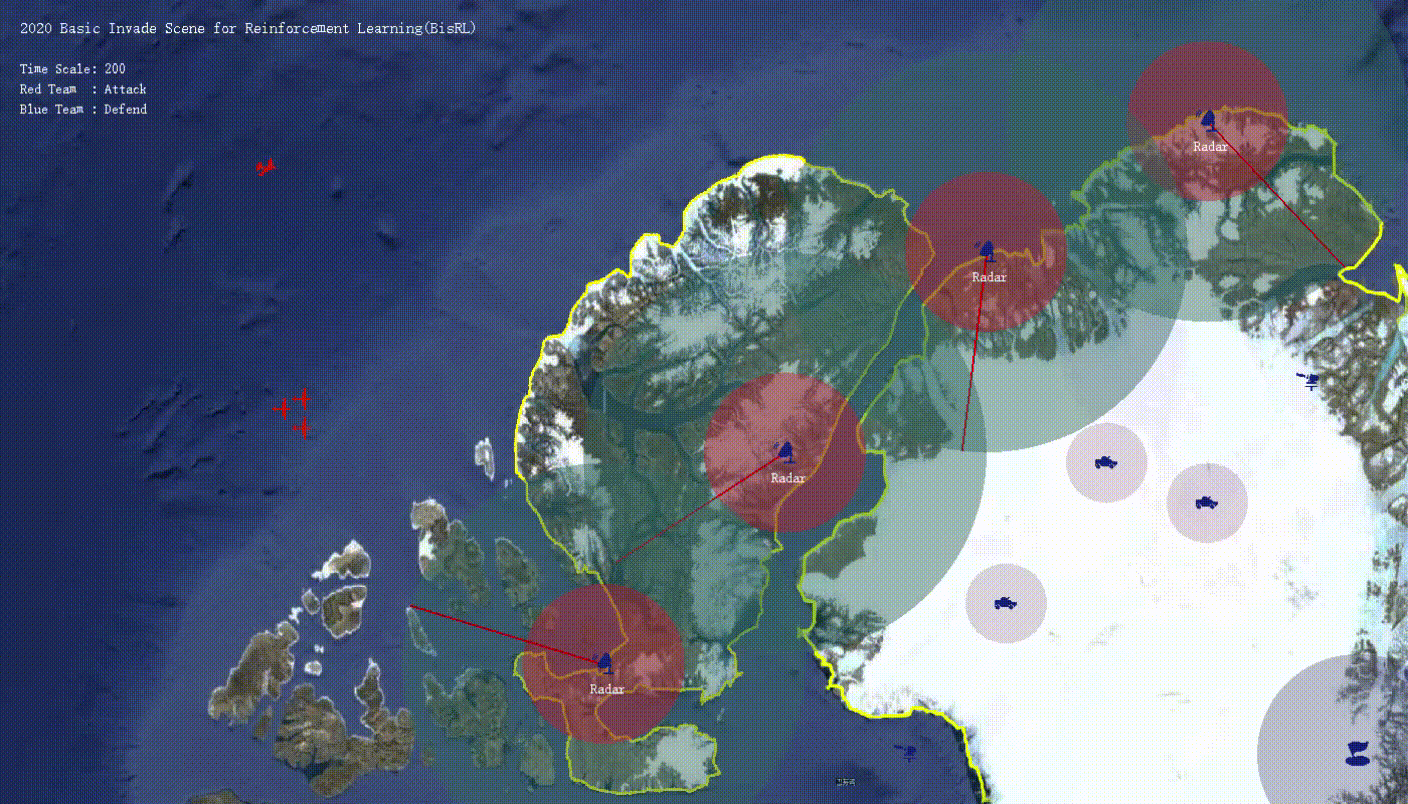 2020 Basic Invade Scene for Reinforcement Learning(BisRL)
Time Scale: 200
Red Team  : Attack
Blue Team : Defend
Radar
Radar
Radar
Radar